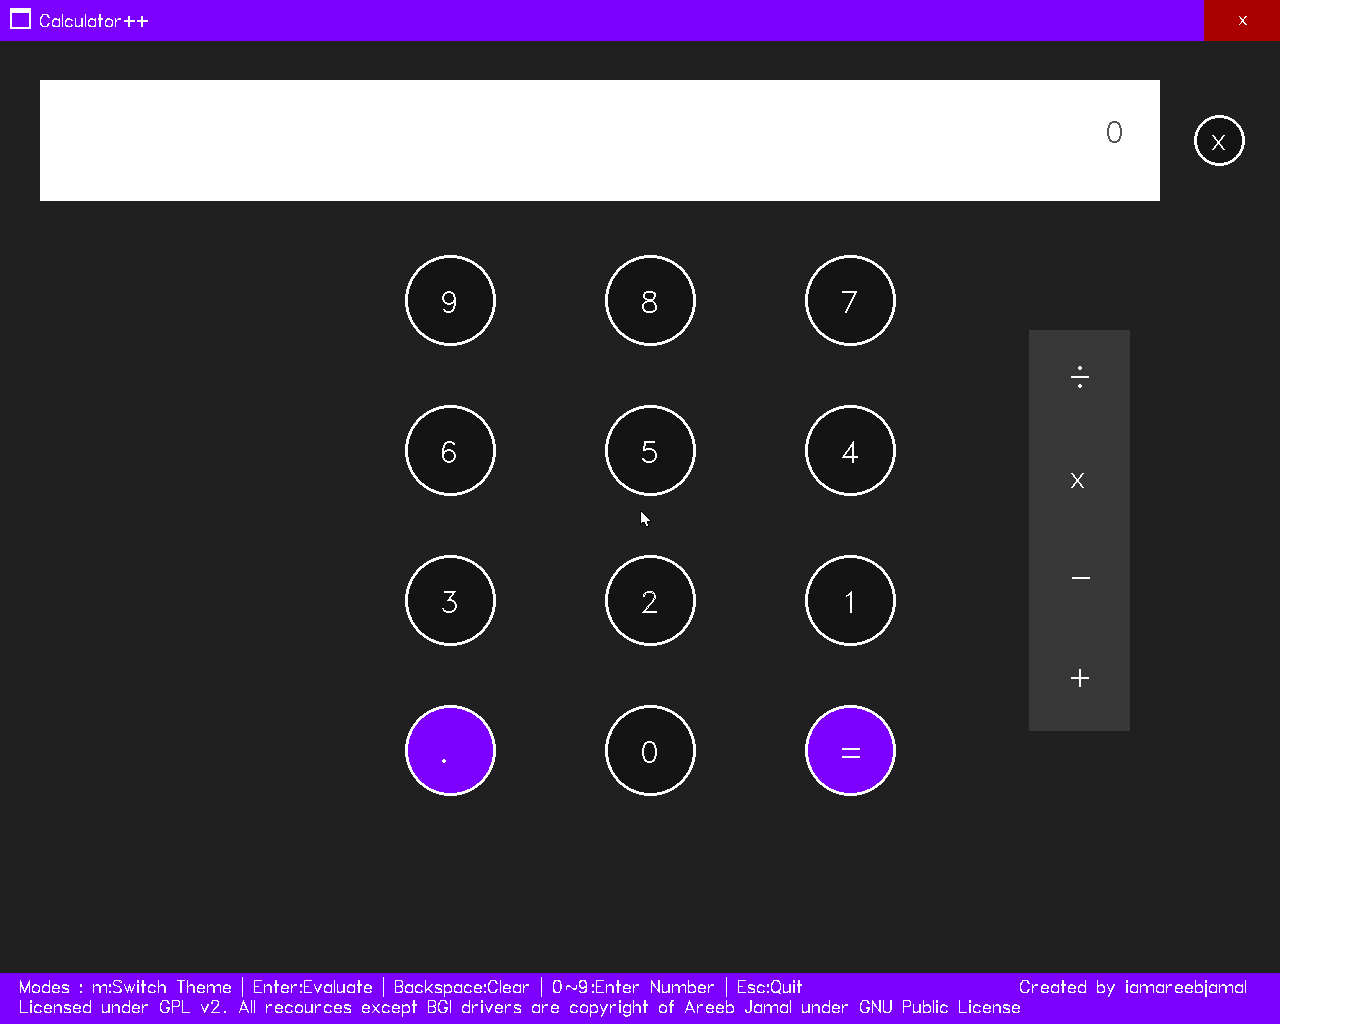 Calculator++ x
0
x
9 8 7
÷
6 5 4
x
−
3 2 1
+
. 0 =
Modes : m:Switch Theme | Enter:Evaluate | Backspace:Clear | 0~9:Enter Number | Esc:Quit Created by iamareebjamal
Licensed under GPL v2. All recources except BGI drivers are copyright of Areeb Jamal under GNU Public License